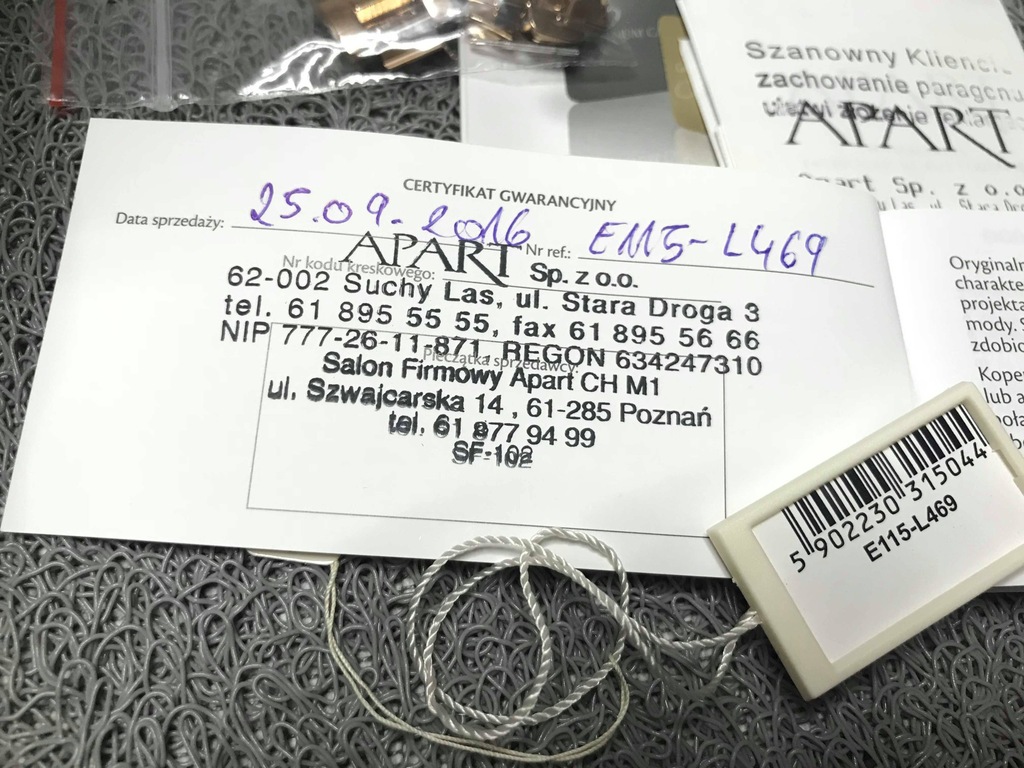 Szanowny Klienci
zachowanie paragonu
APART
Apart Sp. z o.o.
CERTYFIKAT GWARANCYJNY
Data sprzedaży: 25.09.2016 Nr ref.: E115-L469
Nr kodu kreskowego:
APART Sp. z o.o.
62-002 Suchy Las, ul. Stara Droga 3
tel. 61 895 55 55, fax 61 895 56 66
NIP 777-26-11-871, REGON 634247310
Pieczątka sprzedawcy:
Salon Firmowy Apart CH M1
ul. Szwajcarska 14 , 61-285 Poznań
tel. 61 877 94 99
SF-102
Oryginaln
charakte
projekta
mody. S
zdobio
Kope
lub a
5 902230 315044
E115-L469